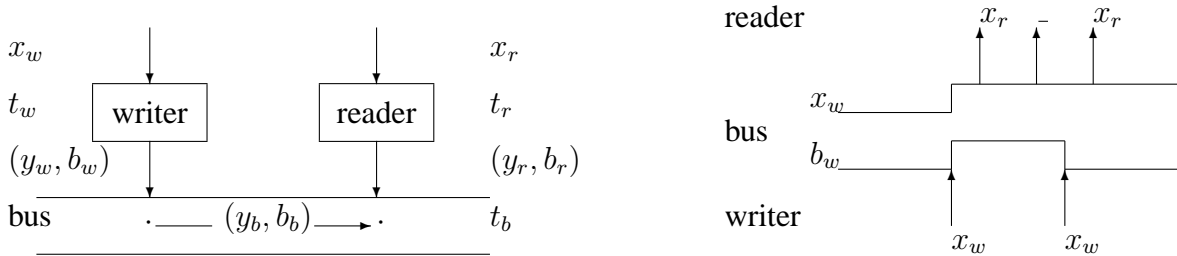 x_w x_r
t_w writer reader t_r
(y_w, b_w) (y_r, b_r)
bus (y_b, b_b) t_b
reader x_r - x_r
x_w
bus
b_w
writer
x_w x_w